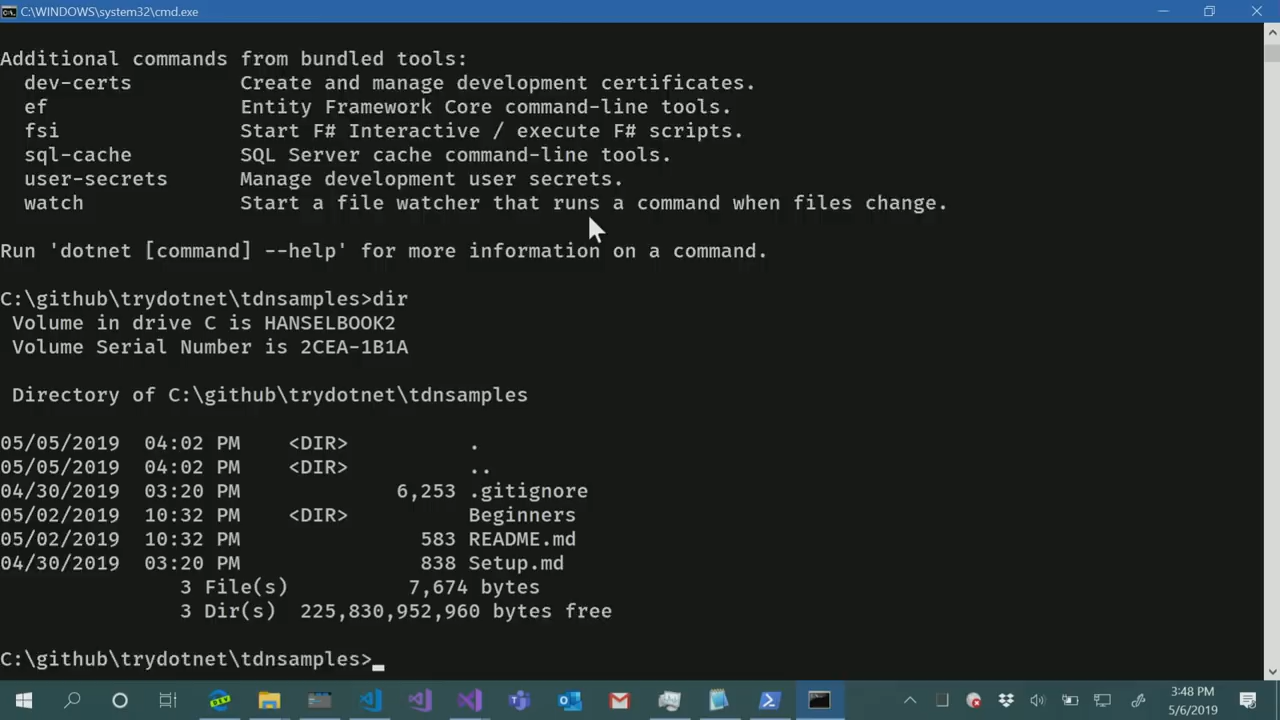 C:\WINDOWS\system32\cmd.exe
Additional commands from bundled tools:
dev-certs Create and manage development certificates.
ef Entity Framework Core command-line tools.
fsi Start F# Interactive / execute F# scripts.
sql-cache SQL Server cache command-line tools.
user-secrets Manage development user secrets.
watch Start a file watcher that runs a command when files change.
Run 'dotnet [command] --help' for more information on a command.
C:\github\trydotnet\tdnsamples>dir
Volume in drive C is HANSELBOOK2
Volume Serial Number is 2CEA-1B1A
Directory of C:\github\trydotnet\tdnsamples
05/05/2019 04:02 PM <DIR> .
05/05/2019 04:02 PM <DIR> ..
04/30/2019 03:20 PM 6,253 .gitignore
05/02/2019 10:32 PM <DIR> Beginners
05/02/2019 10:32 PM 583 README.md
04/30/2019 03:20 PM 838 Setup.md
3 File(s) 7,674 bytes
3 Dir(s) 225,830,952,960 bytes free
C:\github\trydotnet\tdnsamples>
3:48 PM
5/6/2019